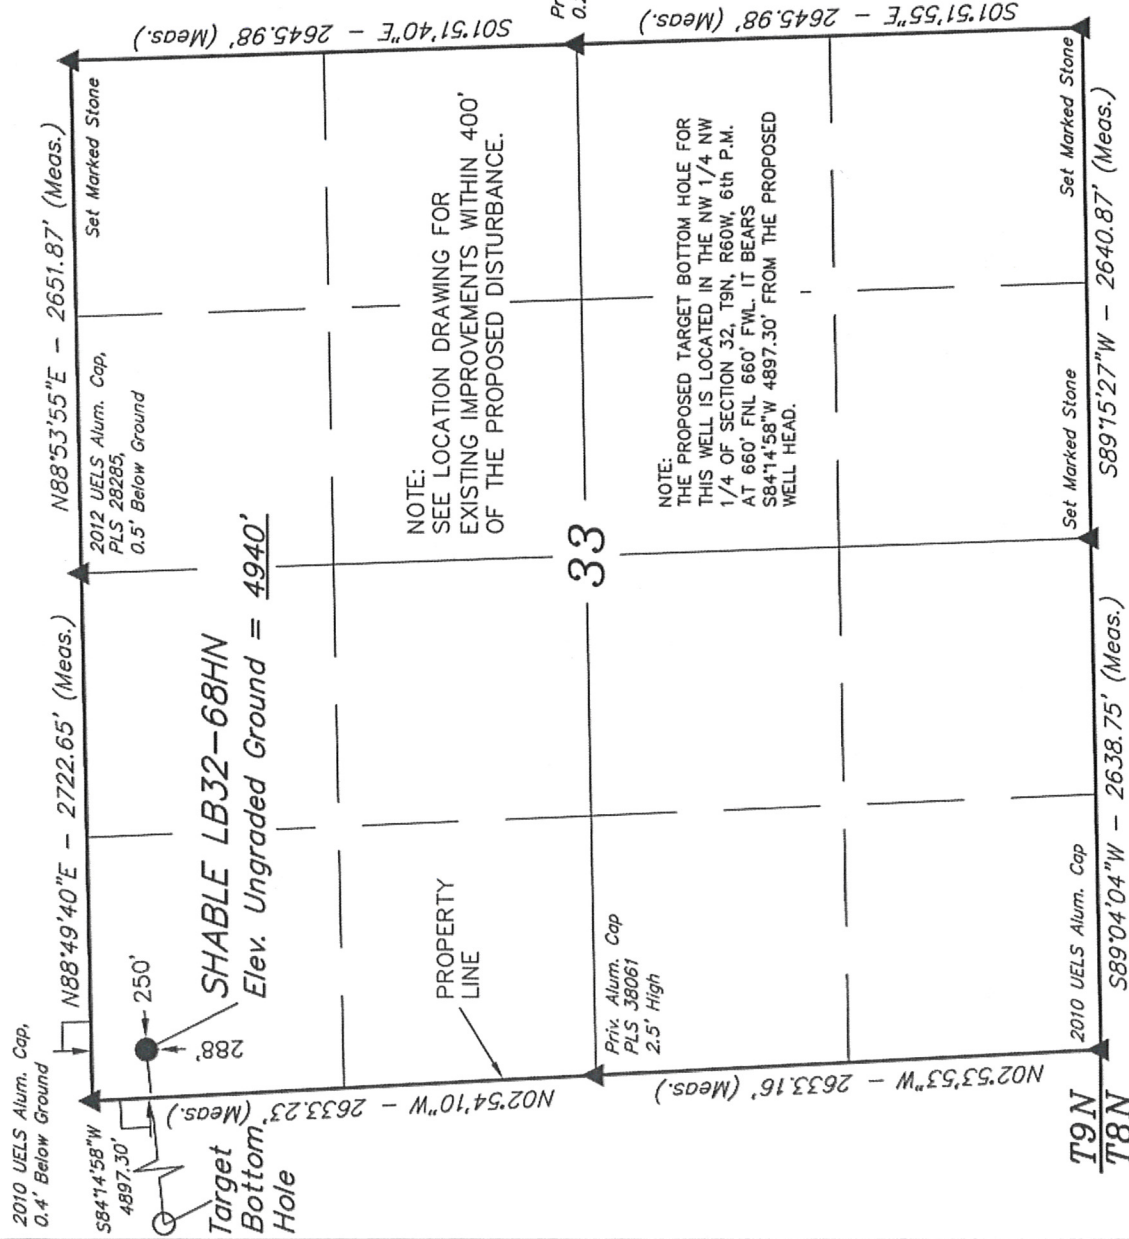 2010 UELS Alum. Cap,
0.4' Below Ground
N88°49'40"E - 2722.65' (Meas.)
N88°53'55"E - 2651.87' (Meas.)
2012 UELS Alum. Cap,
PLS 28285,
0.5' Below Ground
Set Marked Stone
S84°14'58"W
4897.30'
Target
Bottom
Hole
250'
288'
SHABLE LB32-68HN
Elev. Ungraded Ground = 4940'
NOTE:
SEE LOCATION DRAWING FOR
EXISTING IMPROVEMENTS WITHIN 400'
OF THE PROPOSED DISTURBANCE.
N02°54'10"W - 2633.23' (Meas.)
S01°51'40"E - 2645.98' (Meas.)
PROPERTY
LINE
33
Priv. Alum. Cap
PLS 38061
2.5' High
NOTE:
THE PROPOSED TARGET BOTTOM HOLE FOR
THIS WELL IS LOCATED IN THE NW 1/4 NW
1/4 OF SECTION 32, T9N, R60W, 6th P.M.
AT 660' FNL 660' FWL. IT BEARS
S84°14'58"W 4897.30' FROM THE PROPOSED
WELL HEAD.
N02°53'53"W - 2633.16' (Meas.)
S01°51'55"E - 2645.98' (Meas.)
2010 UELS Alum. Cap
Set Marked Stone
Set Marked Stone
T9N
T8N
S89°04'04"W - 2638.75' (Meas.)
S89°15'27"W - 2640.87' (Meas.)